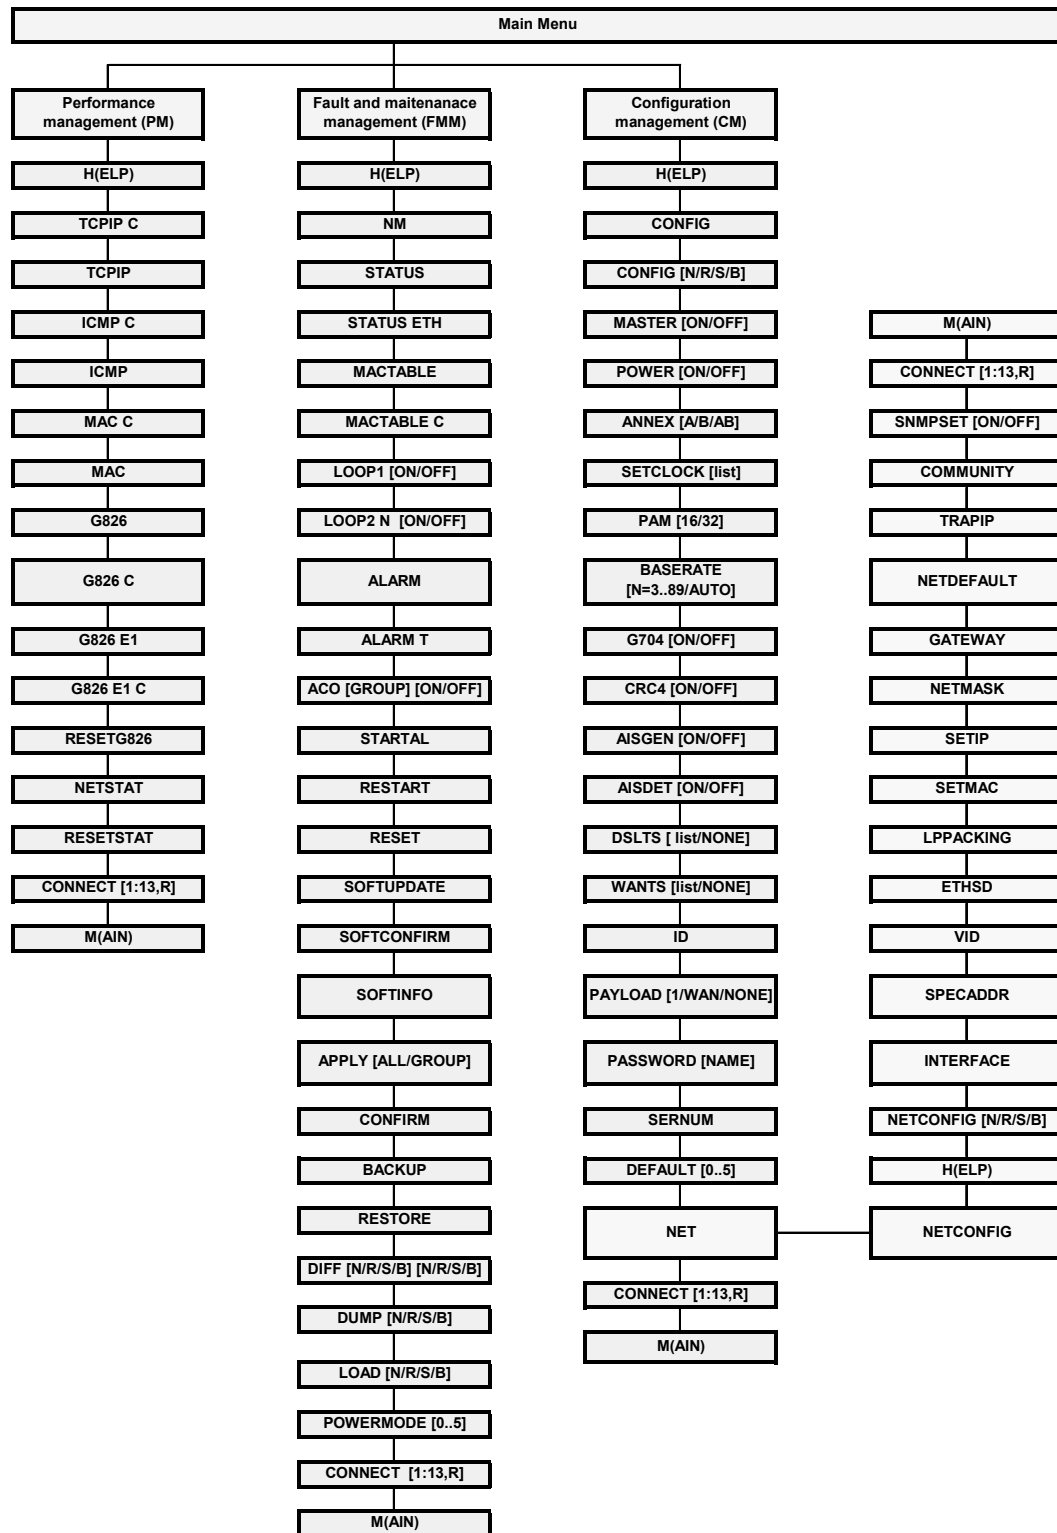 Main Menu
Performance
management (PM)
H(ELP)
TCPIP C
TCPIP
ICMP C
ICMP
MAC C
MAC
G826
G826 C
G826 E1
G826 E1 C
RESETG826
NETSTAT
RESETSTAT
CONNECT [1:13,R]
M(AIN)
Fault and maitenanace
management (FMM)
H(ELP)
NM
STATUS
STATUS ETH
MACTABLE
MACTABLE C
LOOP1 [ON/OFF]
LOOP2 N [ON/OFF]
ALARM
ALARM T
ACO [GROUP] [ON/OFF]
STARTAL
RESTART
RESET
SOFTUPDATE
SOFTCONFIRM
SOFTINFO
APPLY [ALL/GROUP]
CONFIRM
BACKUP
RESTORE
DIFF [N/R/S/B] [N/R/S/B]
DUMP [N/R/S/B]
LOAD [N/R/S/B]
POWERMODE [0..5]
CONNECT [1:13,R]
M(AIN)
Configuration
management (CM)
H(ELP)
CONFIG
CONFIG [N/R/S/B]
MASTER [ON/OFF]
POWER [ON/OFF]
ANNEX [A/B/AB]
SETCLOCK [list]
PAM [16/32]
BASERATE
[N=3..89/AUTO]
G704 [ON/OFF]
CRC4 [ON/OFF]
AISGEN [ON/OFF]
AISDET [ON/OFF]
DSLTS [ list/NONE]
WANTS [list/NONE]
ID
PAYLOAD [1/WAN/NONE]
PASSWORD [NAME]
SERNUM
DEFAULT [0..5]
NET
CONNECT [1:13,R]
M(AIN)
M(AIN)
CONNECT [1:13,R]
SNMPSET [ON/OFF]
COMMUNITY
TRAPIP
NETDEFAULT
GATEWAY
NETMASK
SETIP
SETMAC
LPPACKING
ETHSD
VID
SPECADDR
INTERFACE
NETCONFIG [N/R/S/B]
H(ELP)
NETCONFIG